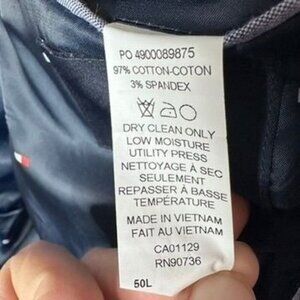 PO 4900089875
97% COTTON-COTON
3% SPANDEX
DRY CLEAN ONLY
LOW MOISTURE
UTILITY PRESS
NETTOYAGE À SEC
SEULEMENT
REPASSER À BASSE
TEMPÉRATURE
MADE IN VIETNAM
FAIT AU VIETNAM
CA01129
RN90736
50L